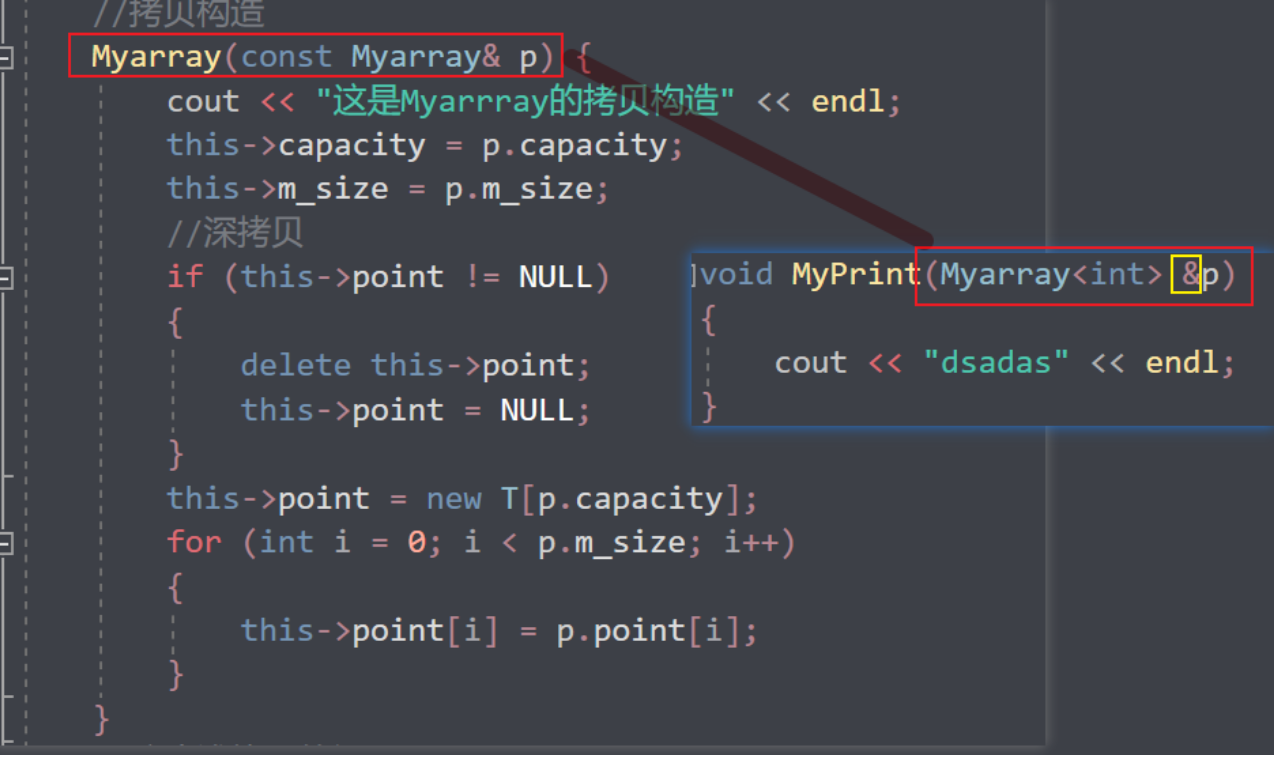 //拷贝构造
Myarray(const Myarray& p) {
cout << "这是Myarrray的拷贝构造" << endl;
this->capacity = p.capacity;
this->m_size = p.m_size;
//深拷贝
if (this->point != NULL)
{
delete this->point;
this->point = NULL;
}
this->point = new T[p.capacity];
for (int i = 0; i < p.m_size; i++)
{
this->point[i] = p.point[i];
}
}
void MyPrint(Myarray<int> &p)
{
cout << "dsadas" << endl;
}